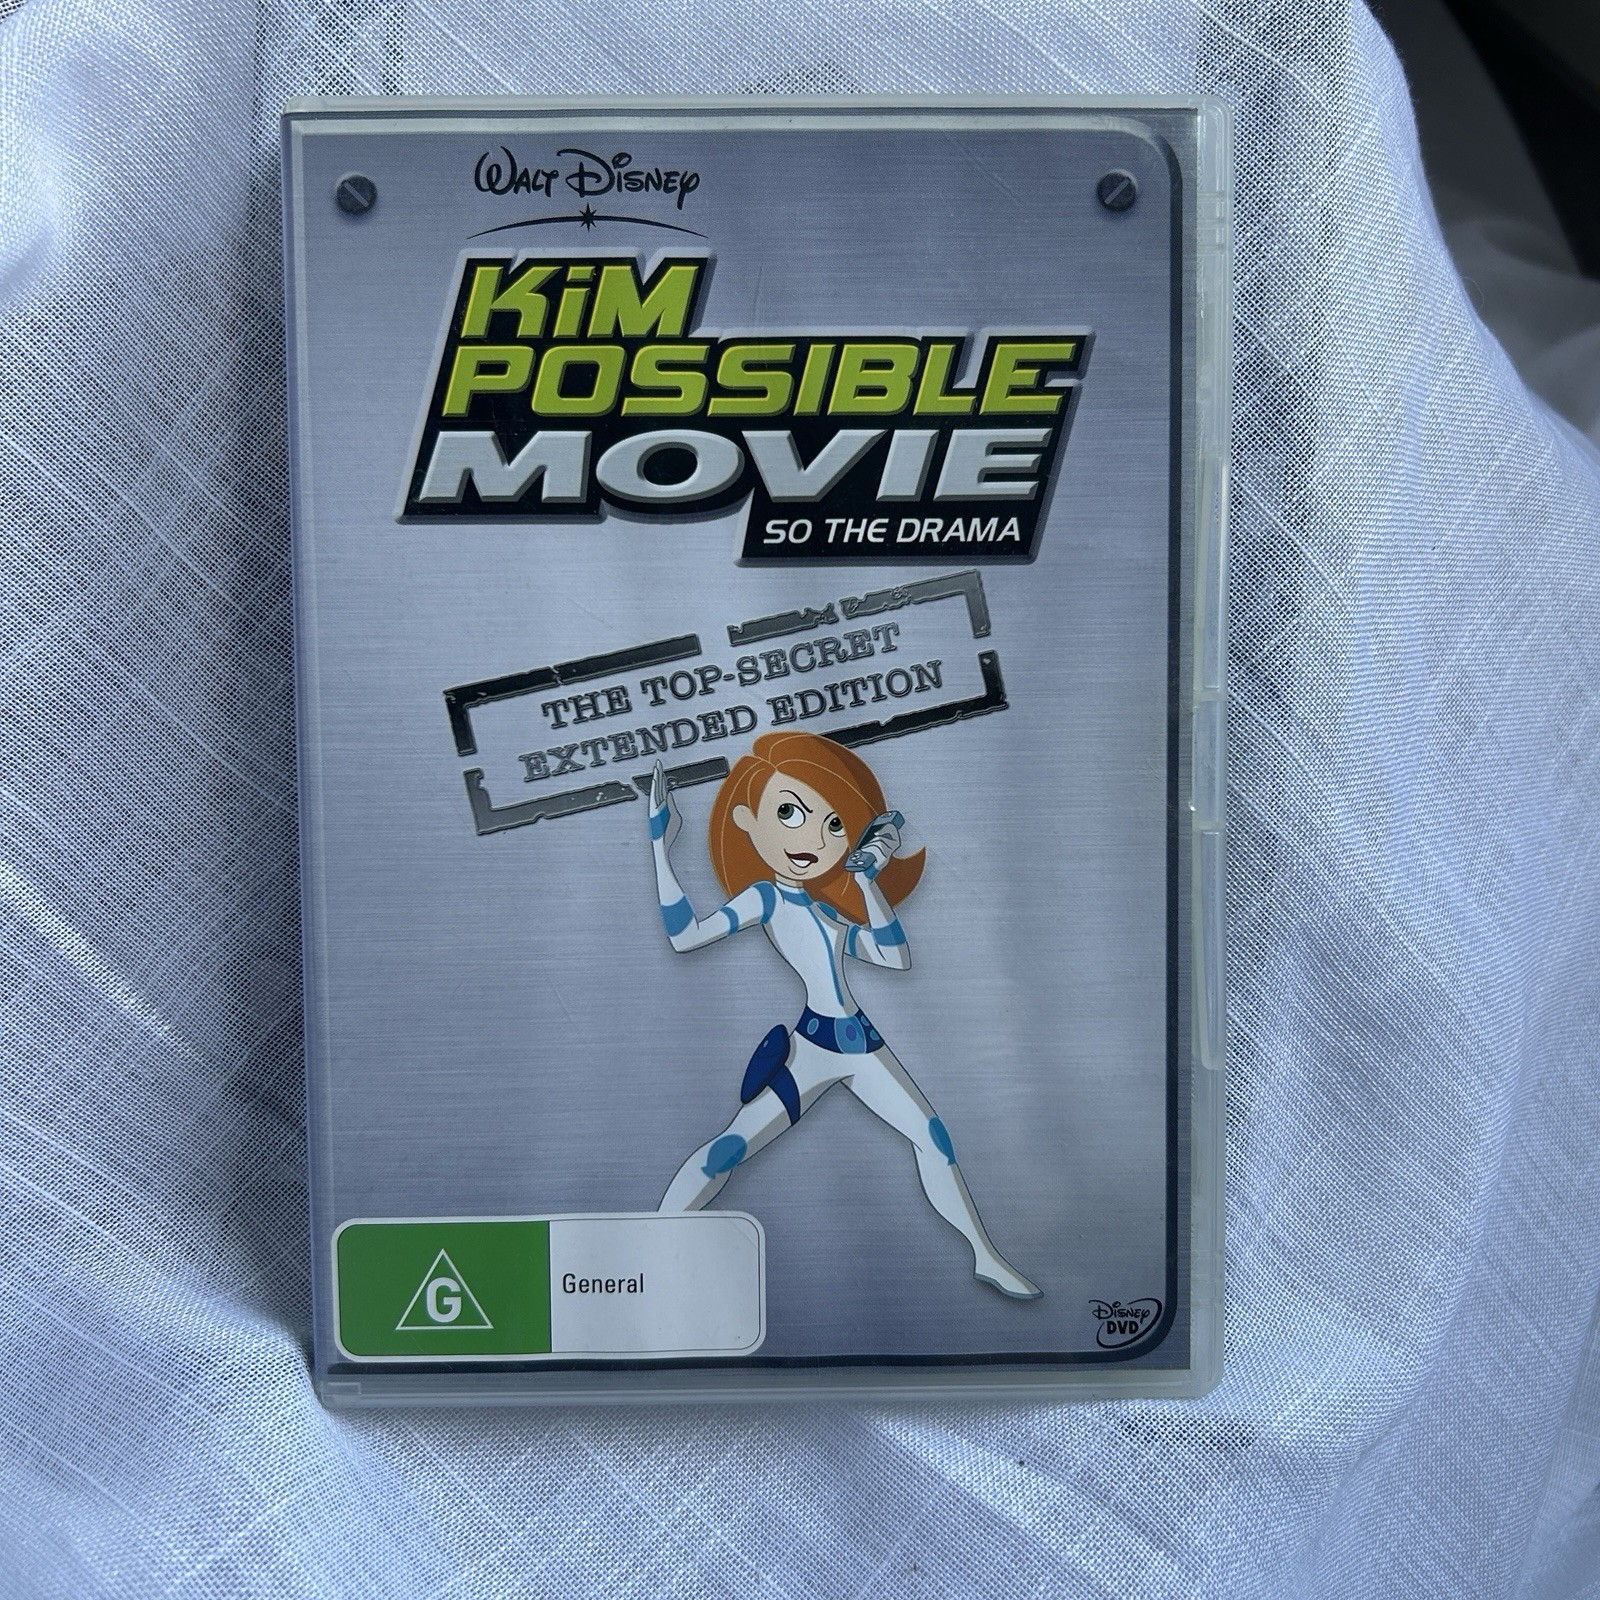 WALT DISNEY
KiM
POSSIBLE
MOVIE
SO THE DRAMA
THE TOP-SECRET
EXTENDED EDITION
G
General
DISNEY
DVD